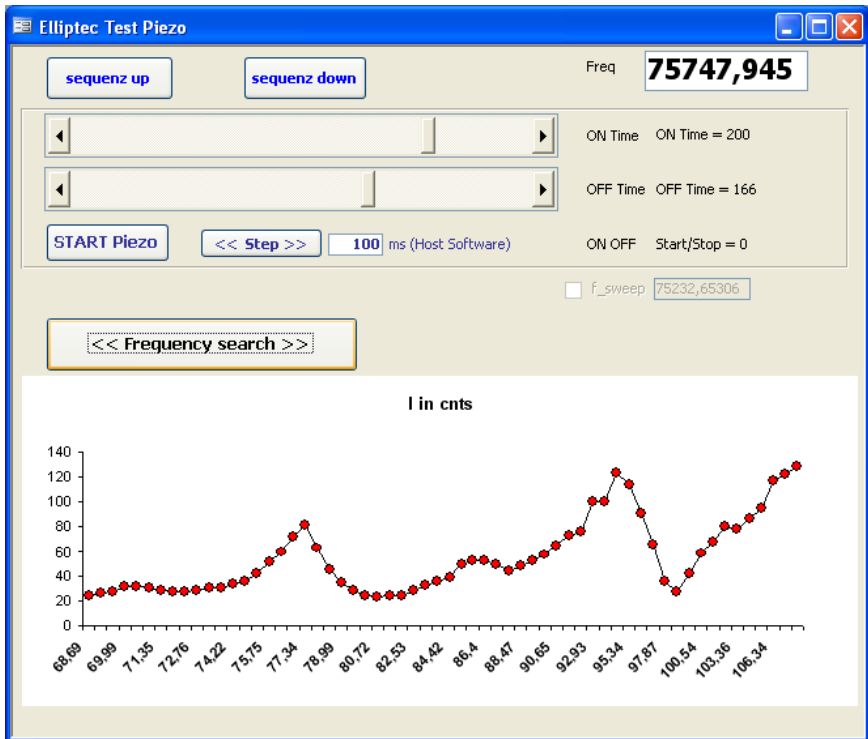 Elliptec Test Piezo
sequenz up sequenz down Freq 75747,945
ON Time ON Time = 200
OFF Time OFF Time = 166
START Piezo << Step >> 100 ms (Host Software) ON OFF Start/Stop = 0
f_sweep 75232,65306
<< Frequency search >>
I in cnts
140
120
100
80
60
40
20
0
68,69 69,99 71,35 72,76 74,22 75,75 77,34 78,99 80,72 82,53 84,42 86,4 88,47 90,65 92,93 95,34 97,87 100,54 103,36 106,34